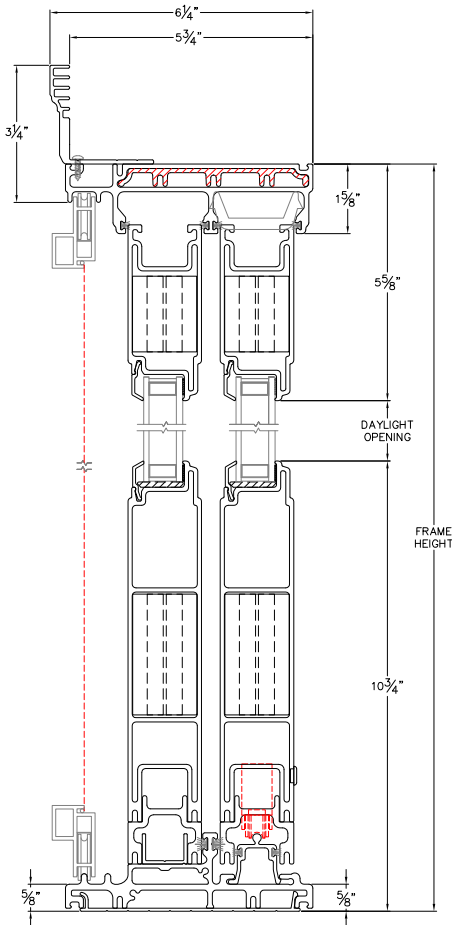 6¼"
5¾"
3¼"
1⅝"
5⅝"
DAYLIGHT
OPENING
FRAME
HEIGHT
10¾"
⅝"
⅝"